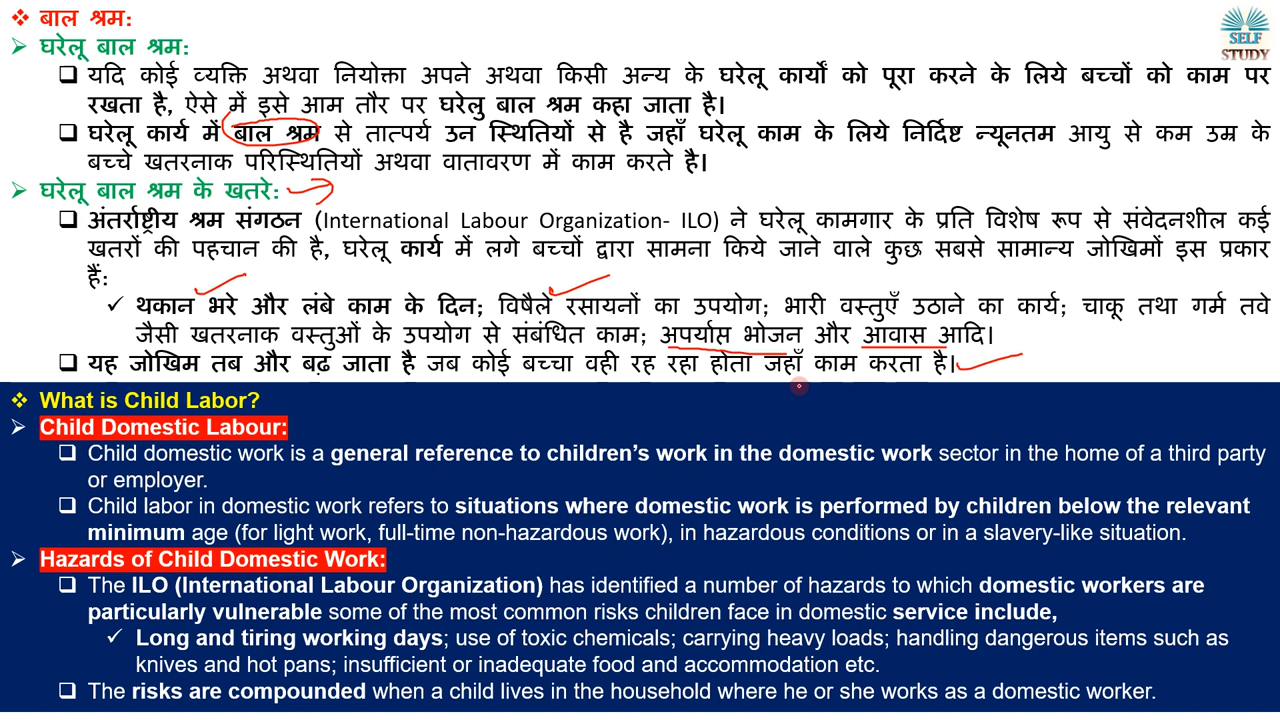 ❖ बाल श्रम:
SELF
STUDY
➢ घरेलू बाल श्रम:
❑ यदि कोई व्यक्ति अथवा नियोक्ता अपने अथवा किसी अन्य के घरेलू कार्यों को पूरा करने के लिये बच्चों को काम पर
रखता है, ऐसे में इसे आम तौर पर घरेलु बाल श्रम कहा जाता है।
❑ घरेलू कार्य में बाल श्रम से तात्पर्य उन स्थितियों से है जहाँ घरेलू काम के लिये निर्दिष्ट न्यूनतम आयु से कम उम्र के
बच्चे खतरनाक परिस्थितियों अथवा वातावरण में काम करते है।
➢ घरेलू बाल श्रम के खतरे:
❑ अंतर्राष्ट्रीय श्रम संगठन (International Labour Organization- ILO) ने घरेलू कामगार के प्रति विशेष रूप से संवेदनशील कई
खतरों की पहचान की है, घरेलू कार्य में लगे बच्चों द्वारा सामना किये जाने वाले कुछ सबसे सामान्य जोखिमों इस प्रकार
हैं:
✓ थकान भरे और लंबे काम के दिन; विषैले रसायनों का उपयोग; भारी वस्तुएँ उठाने का कार्य; चाकू तथा गर्म तवे
जैसी खतरनाक वस्तुओं के उपयोग से संबंधित काम; अपर्याप्त भोजन और आवास आदि।
❑ यह जोखिम तब और बढ़ जाता है जब कोई बच्चा वही रह रहा होता जहाँ काम करता है।
❖ What is Child Labor?
➢ Child Domestic Labour:
❑ Child domestic work is a general reference to children's work in the domestic work sector in the home of a third party
or employer.
❑ Child labor in domestic work refers to situations where domestic work is performed by children below the relevant
minimum age (for light work, full-time non-hazardous work), in hazardous conditions or in a slavery-like situation.
➢ Hazards of Child Domestic Work:
❑ The ILO (International Labour Organization) has identified a number of hazards to which domestic workers are
particularly vulnerable some of the most common risks children face in domestic service include,
✓ Long and tiring working days; use of toxic chemicals; carrying heavy loads; handling dangerous items such as
knives and hot pans; insufficient or inadequate food and accommodation etc.
❑ The risks are compounded when a child lives in the household where he or she works as a domestic worker.